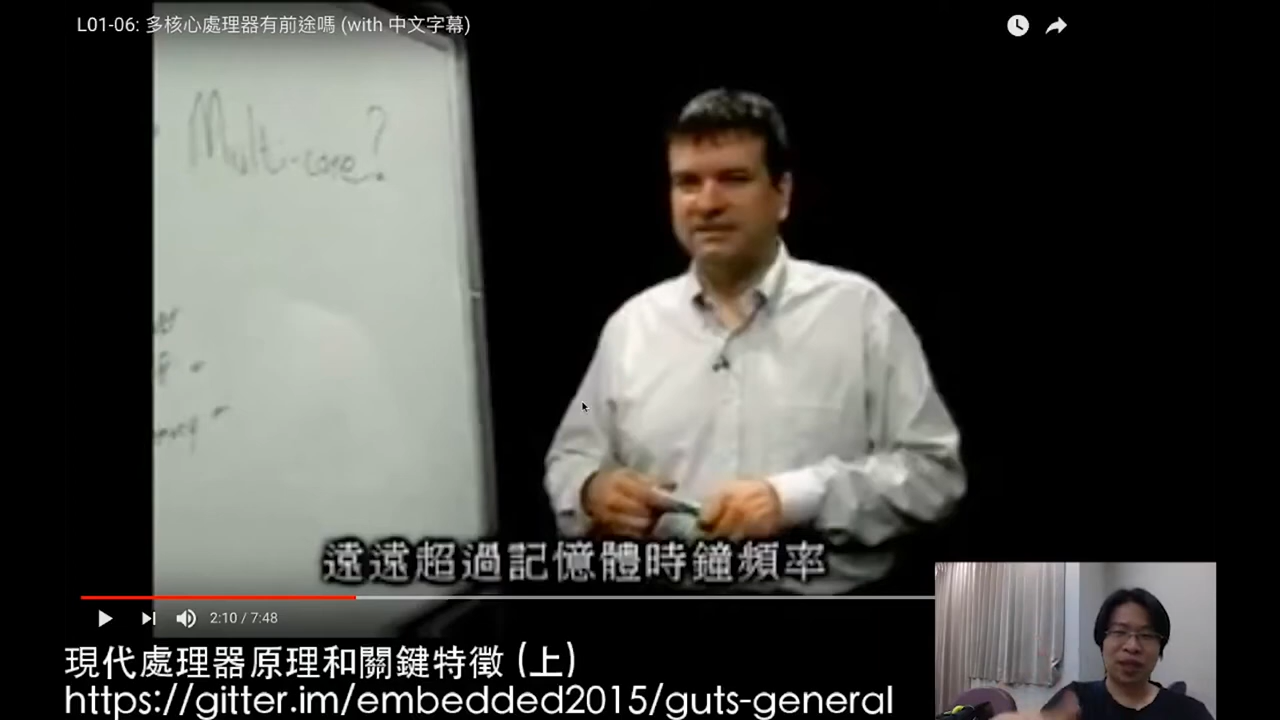 L01-06: 多核心處理器有前途嗎 (with 中文字幕)
Multi-core?
遠遠超過記憶體時鐘頻率
2:10 / 7:48
現代處理器原理和關鍵特徵 (上)
https://gitter.im/embedded2015/guts-general